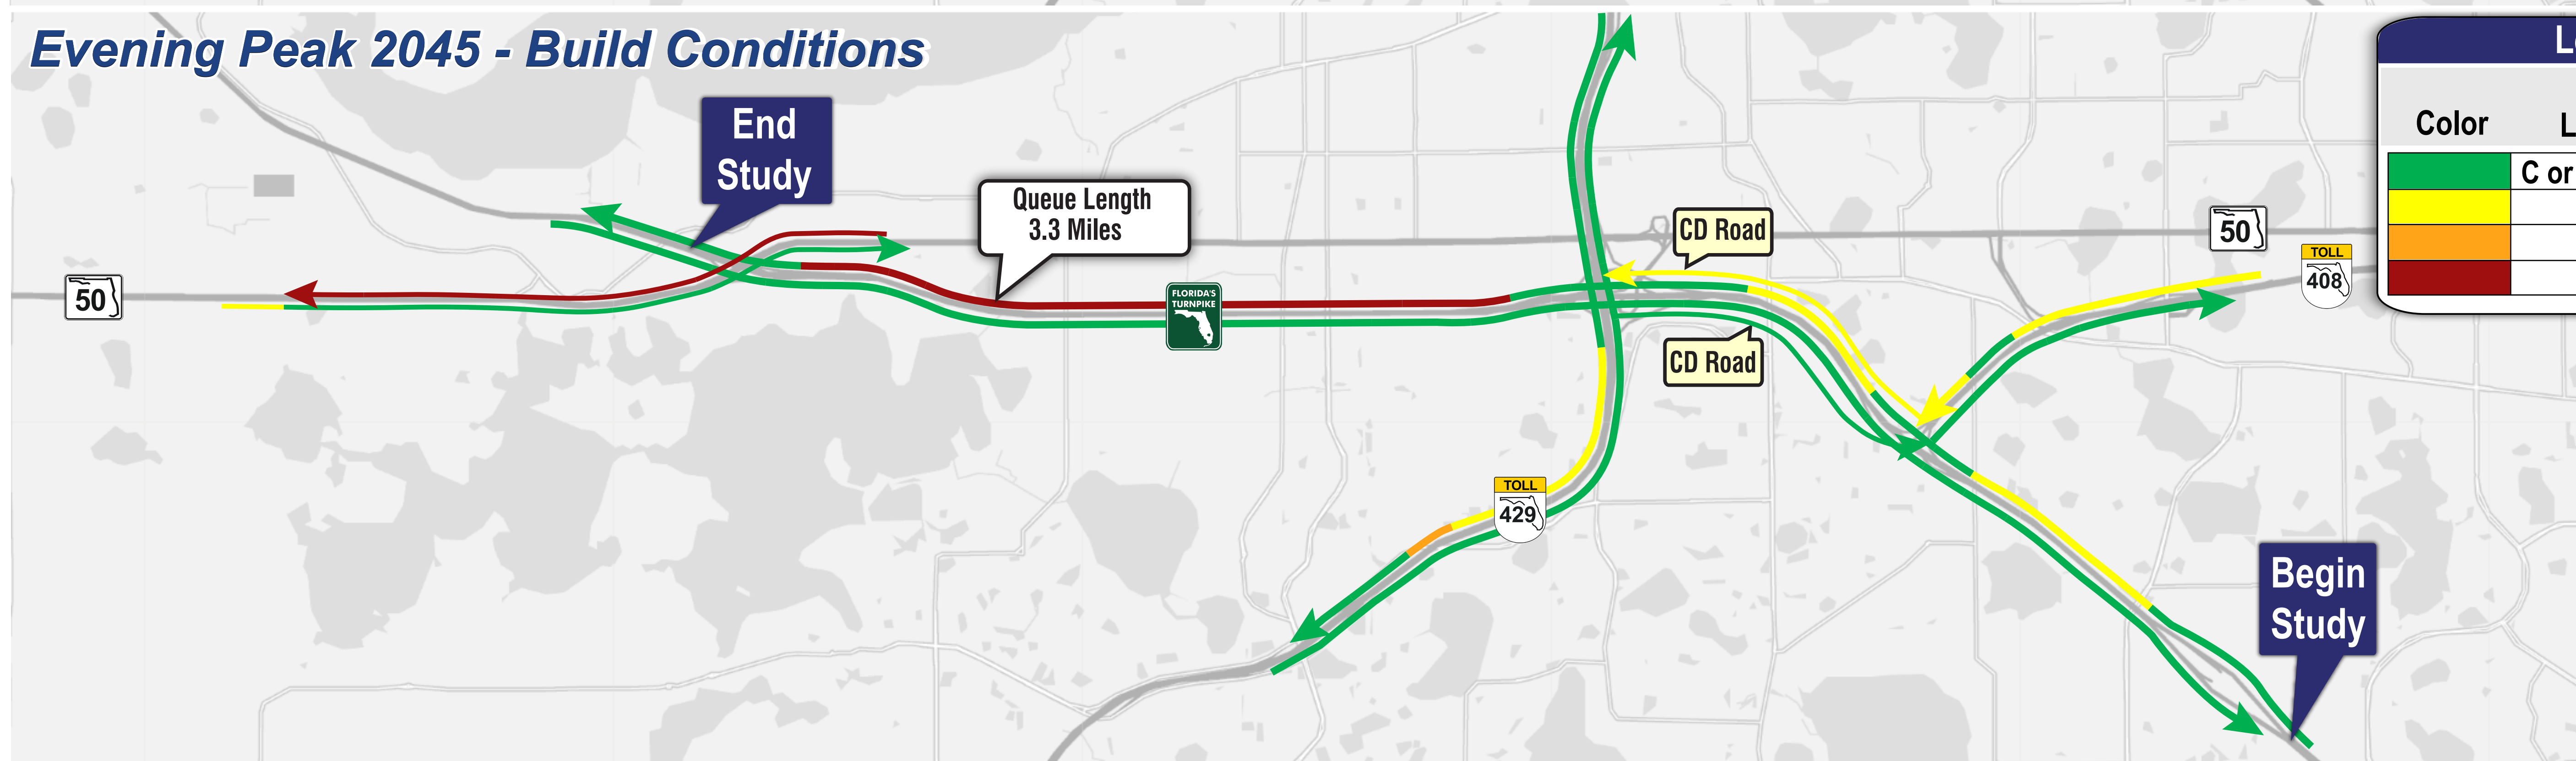 Evening Peak 2045 - Build Conditions
End
Study
Queue Length
3.3 Miles
CD Road
50
TOLL
408
Color
C or
50
FLORIDA'S
TURNPIKE
CD Road
TOLL
429
Begin
Study